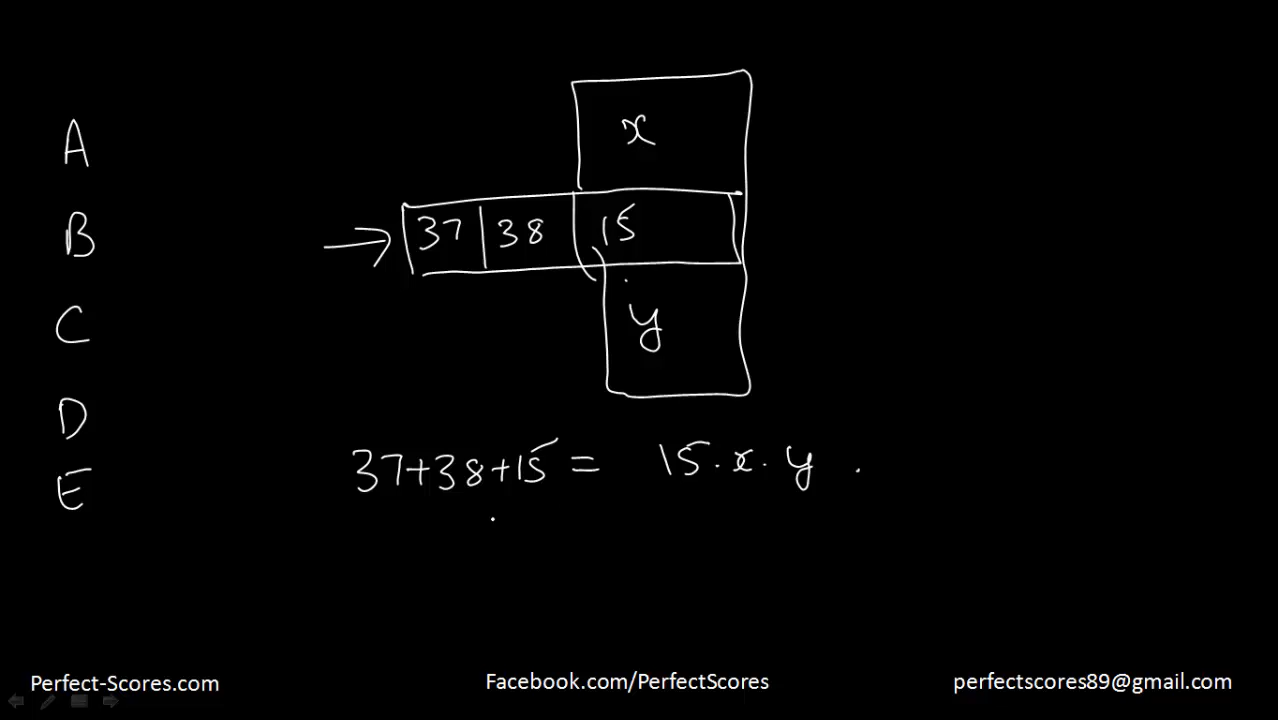 A
x
B
→ 37 | 38 | 15
C
y
D
37+38+15 = 15.x.y.
E
Perfect-Scores.com
Facebook.com/PerfectScores
perfectscores89@gmail.com